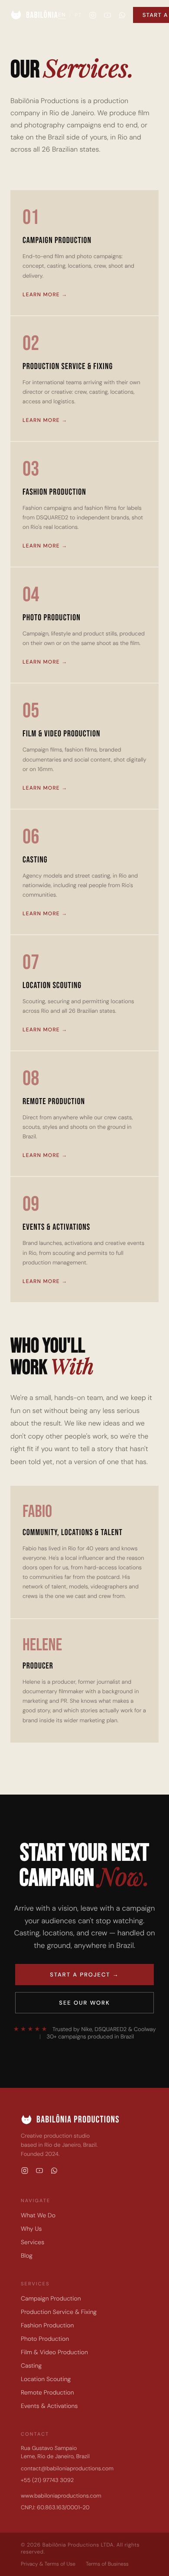 BABILÔNIA
START A
OUR Services.
Babilônia Productions is a production
company in Rio de Janeiro. We produce film
and photography campaigns end to end, or
take on the Brazil side of yours, in Rio and
across all 26 Brazilian states.
01
CAMPAIGN PRODUCTION
End-to-end film and photo campaigns:
concept, casting, locations, crew, shoot and
delivery.
LEARN MORE →
02
PRODUCTION SERVICE & FIXING
For international teams arriving with their own
director or creative: crew, casting, locations,
access and logistics.
LEARN MORE →
03
FASHION PRODUCTION
Fashion campaigns and fashion films for labels
from DSQUARED2 to independent brands, shot
on Rio's real locations.
LEARN MORE →
04
PHOTO PRODUCTION
Campaign, lifestyle and product stills, produced
on their own or on the same shoot as the film.
LEARN MORE →
05
FILM & VIDEO PRODUCTION
Campaign films, fashion films, branded
documentaries and social content, shot digitally
or on 16mm.
LEARN MORE →
06
CASTING
Agency models and street casting, in Rio and
nationwide, including real people from Rio's
communities.
LEARN MORE →
07
LOCATION SCOUTING
Scouting, securing and permitting locations
across Rio and all 26 Brazilian states.
LEARN MORE →
08
REMOTE PRODUCTION
Direct from anywhere while our crew casts,
scouts, styles and shoots on the ground in
Brazil.
LEARN MORE →
09
EVENTS & ACTIVATIONS
Brand launches, activations and creative events
in Rio, from scouting and permits to full
production management.
LEARN MORE →
WHO YOU'LL
WORK With
We're a small, hands-on team, and we keep it
fun on set without being any less serious
about the result. We like new ideas and we
don't copy other people's work, so we're the
right fit if you want to tell a story that hasn't
been told yet, not a version of one that has.
FABIO
COMMUNITY, LOCATIONS & TALENT
Fabio has lived in Rio for 40 years and knows
everyone. He's a local influencer and the reason
doors open for us, from hard-access locations
to communities far from the postcard. His
network of talent, models, videographers and
crews is the one we cast and crew from.
HELENE
PRODUCER
Helene is a producer, former journalist and
documentary filmmaker with a background in
marketing and PR. She knows what makes a
good story, and which stories actually work for a
brand inside its wider marketing plan.
START YOUR NEXT
CAMPAIGN Now.
Arrive with a vision, leave with a campaign
your audiences can't stop watching.
Casting, locations, and crew — handled on
the ground, anywhere in Brazil.
START A PROJECT →
SEE OUR WORK
★★★★★ Trusted by Nike, DSQUARED2 & Coolway
| 30+ campaigns produced in Brazil
BABILÔNIA PRODUCTIONS
Creative production studio
based in Rio de Janeiro, Brazil.
Founded 2024.
NAVIGATE
What We Do
Why Us
Services
Blog
SERVICES
Campaign Production
Production Service & Fixing
Fashion Production
Photo Production
Film & Video Production
Casting
Location Scouting
Remote Production
Events & Activations
CONTACT
Rua Gustavo Sampaio
Leme, Rio de Janeiro, Brazil
contact@babiloniaproductions.com
+55 (21) 97743 3092
www.babiloniaproductions.com
CNPJ: 60.863.163/0001-20
© 2026 Babilônia Productions LTDA. All rights
reserved.
Privacy & Terms of Use Terms of Business